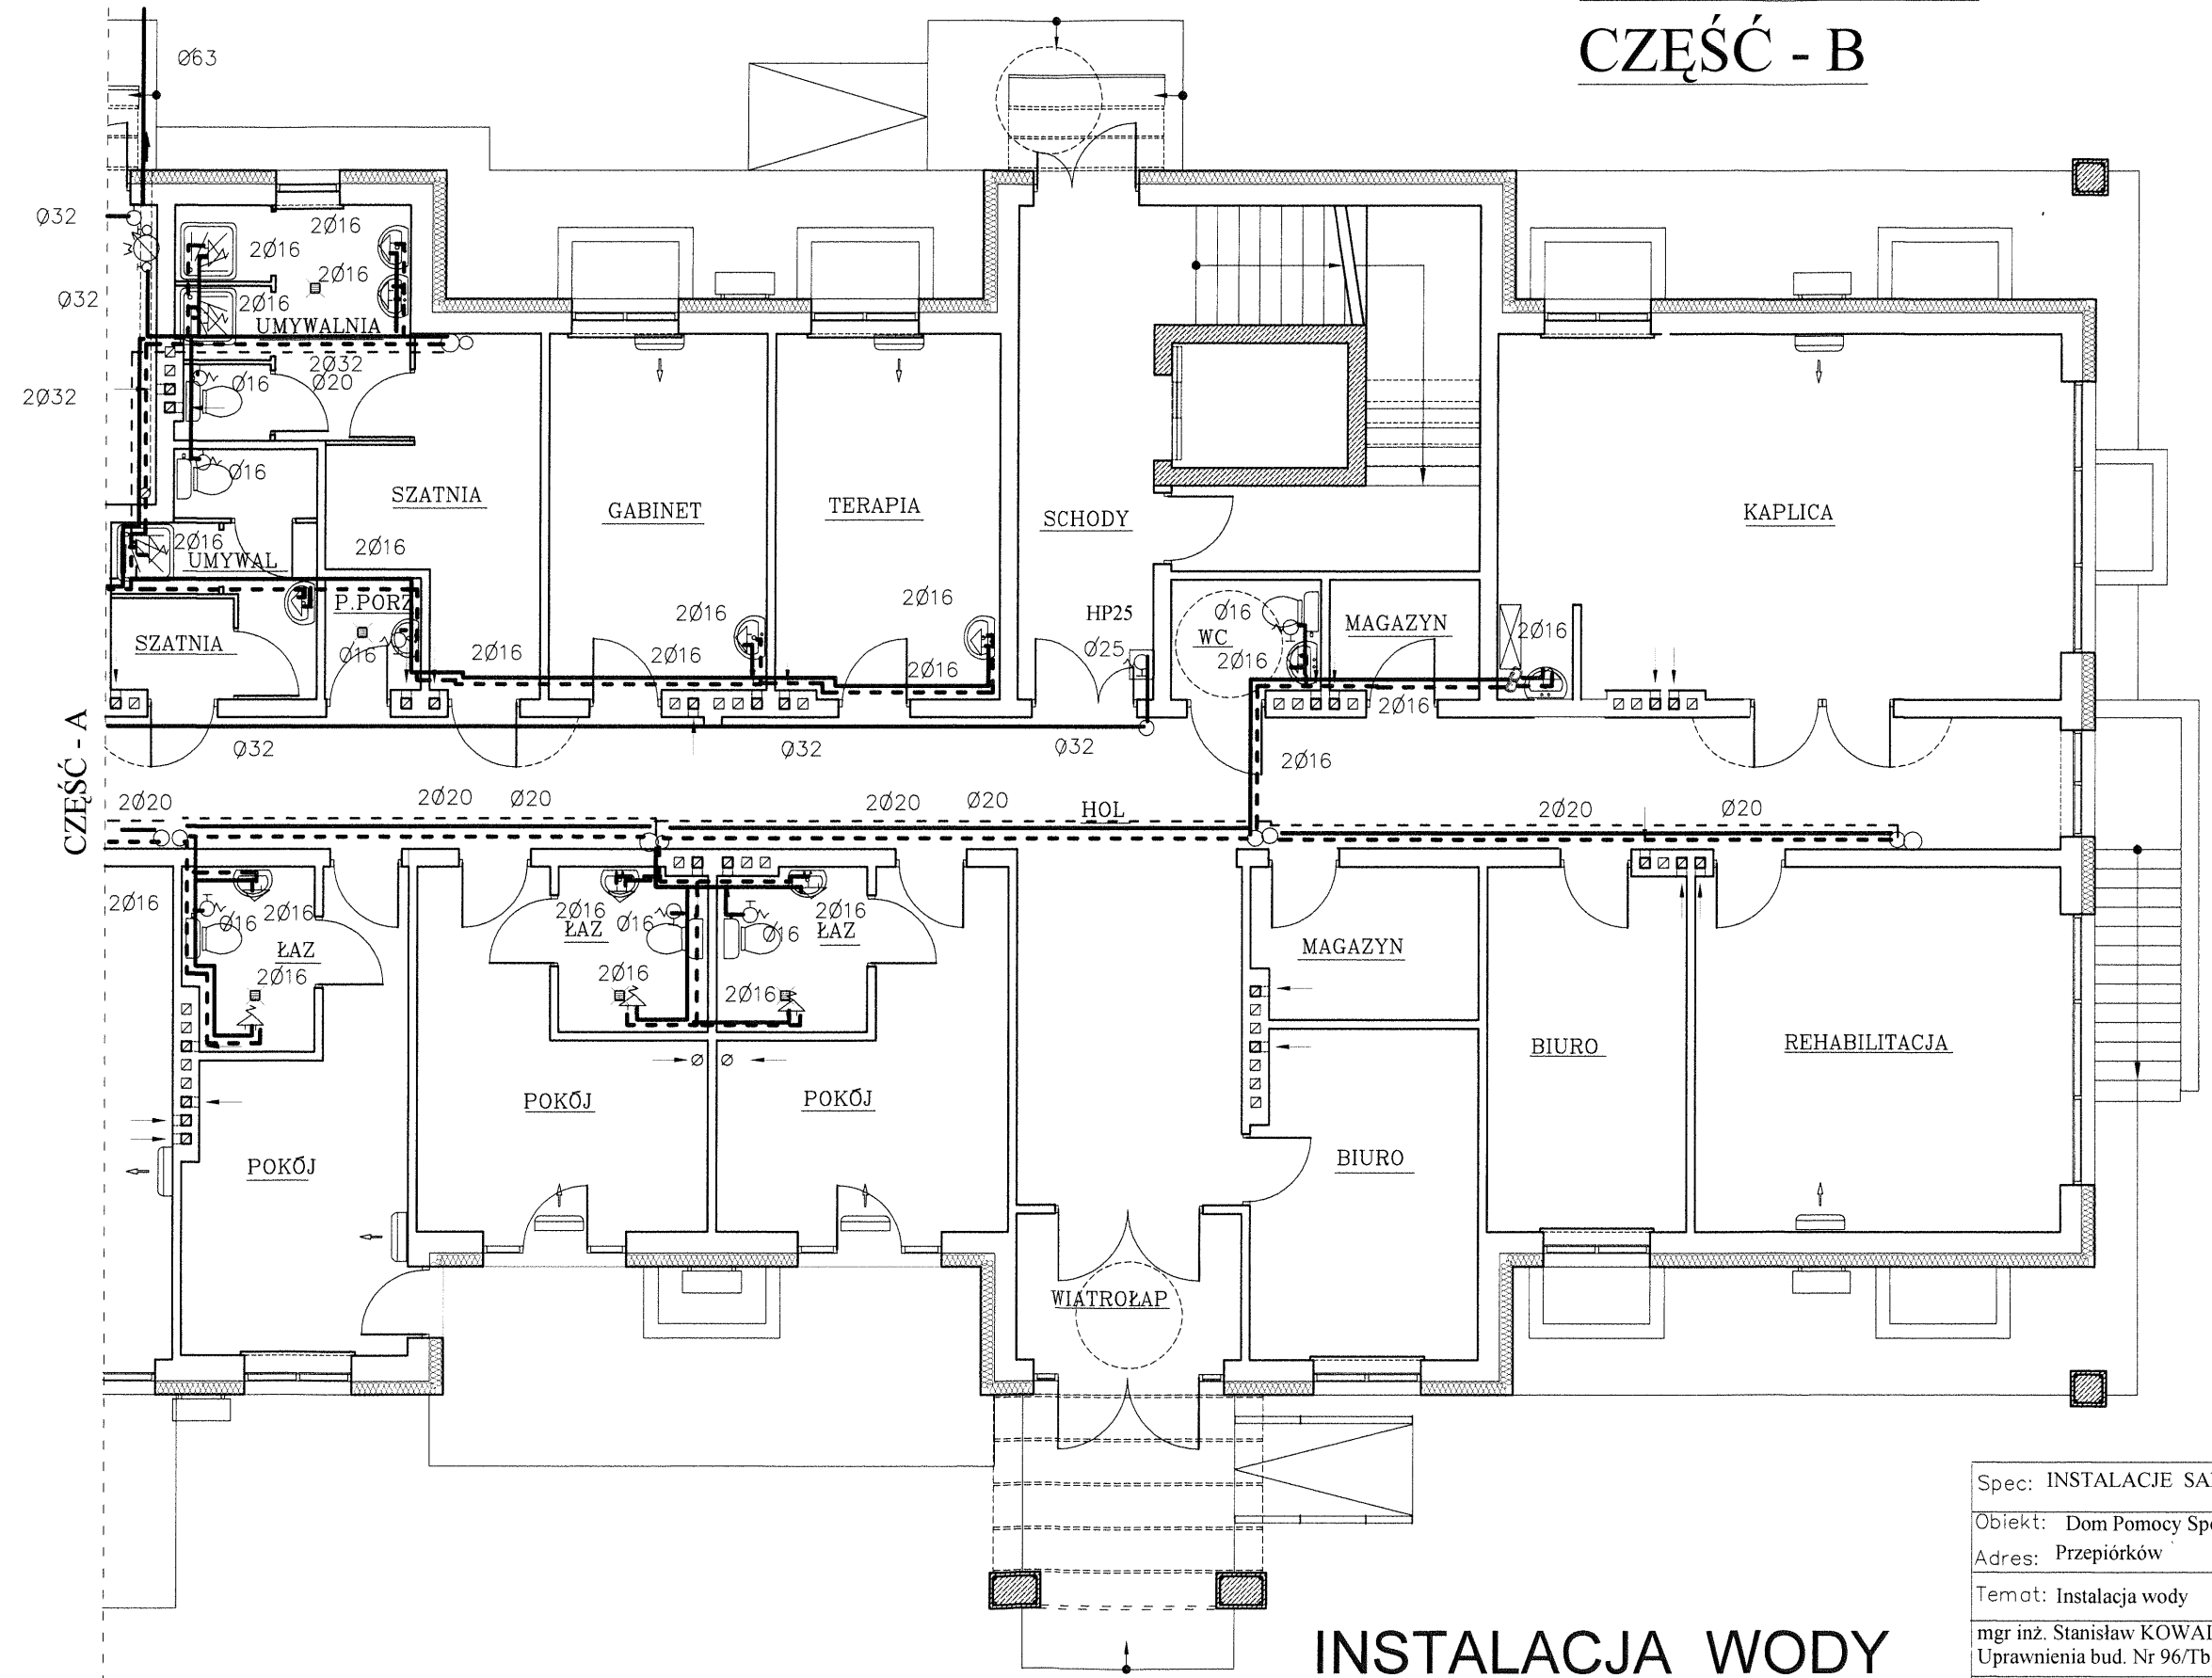 CZĘŚĆ - B
Ø63
Ø32
2Ø16
2Ø16
2Ø16
Ø32
2Ø16
UMYWALNIA
2Ø32
Ø20
2Ø32
Ø16
Ø16
SZATNIA
GABINET
TERAPIA
SCHODY
KAPLICA
2Ø16
UMYWAL
2Ø16
P.PORZ
2Ø16
2Ø16
HP25
Ø16
WC
MAGAZYN
2Ø16
SZATNIA
Ø16
2Ø16
2Ø16
2Ø16
Ø25
2Ø16
2Ø16
CZĘŚĆ - A
Ø32
Ø32
Ø32
2Ø16
2Ø20
2Ø20
Ø20
2Ø20
Ø20
HOL
2Ø20
Ø20
2Ø16
Ø16
2Ø16
ŁAZ
2Ø16
2Ø16
ŁAZ
Ø16
2Ø16
Ø16
2Ø16
ŁAZ
2Ø16
MAGAZYN
BIURO
REHABILITACJA
POKÓJ
POKÓJ
POKÓJ
BIURO
WIATROŁAP
Spec: INSTALACJE SA
Obiekt: Dom Pomocy Sp
Adres: Przepiórków
Temat: Instalacja wody
mgr inż. Stanisław KOWAL
Uprawnienia bud. Nr 96/Tb
INSTALACJA WODY